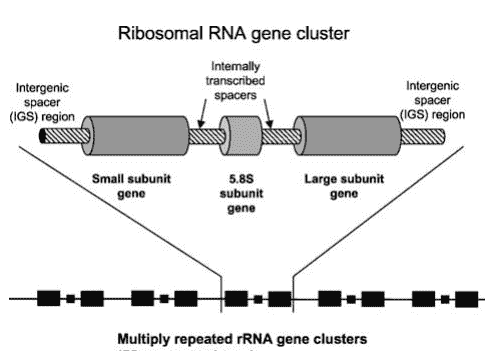 Ribosomal RNA gene cluster
Intergenic
spacer
(IGS) region
Internally
transcribed
spacers
Intergenic
spacer
(IGS) region
Small subunit
gene
5.8S
subunit
gene
Large subunit
gene
Multiply repeated rRNA gene clusters